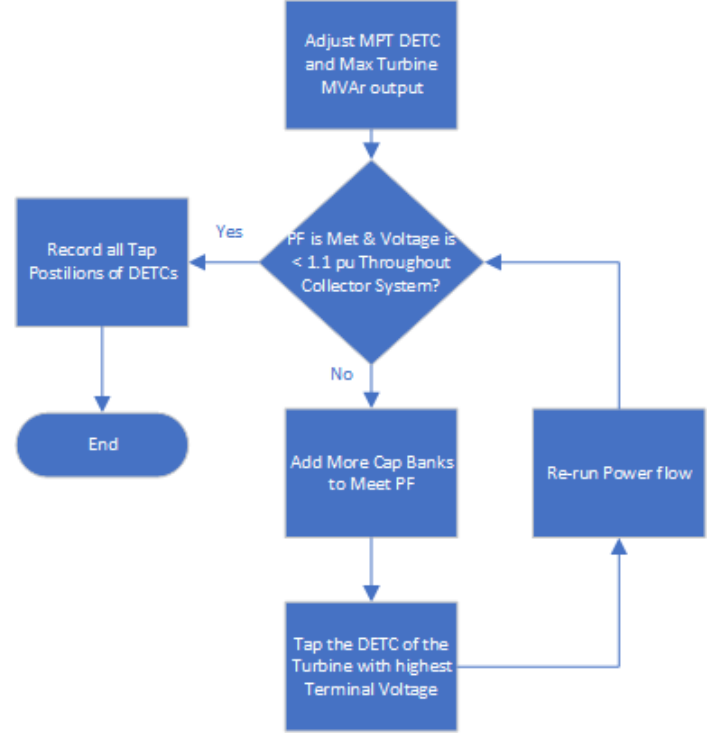 Adjust MPT DETC
and Max Turbine
MVAr output
PF is Met & Voltage is
< 1.1 pu Throughout
Collector System?
Yes
Record all Tap
Postilions of DETCs
End
No
Add More Cap Banks
to Meet PF
Tap the DETC of the
Turbine with highest
Terminal Voltage
Re-run Power flow